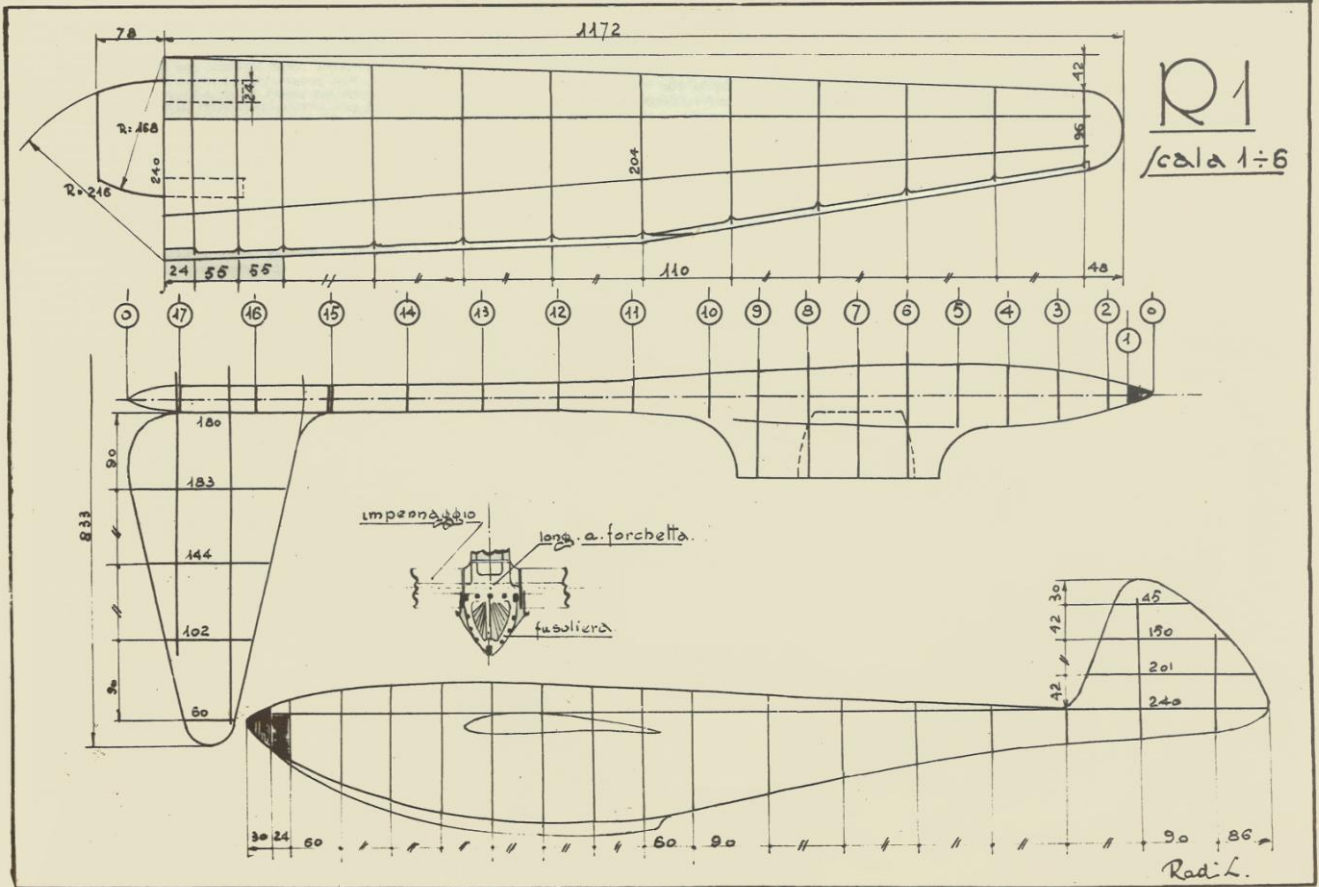 78
1172
R1
scala 1÷6
24
42
R=168
240
204
96
R=216
24 55 55 〃 〃 〃 〃 110 〃 〃 〃 〃 48
0 17 16 15 14 13 12 11 10 9 8 7 6 5 4 3 2 1 0
180
90
183
833
〃
144
〃
102
90
60
impennaggio
long. a forchetta.
fusoliera
30
45
42
150
〃
201
42
240
30 24 60 〃 〃 〃 〃 〃 〃 60 90 〃 〃 〃 〃 90 86
Radi L.